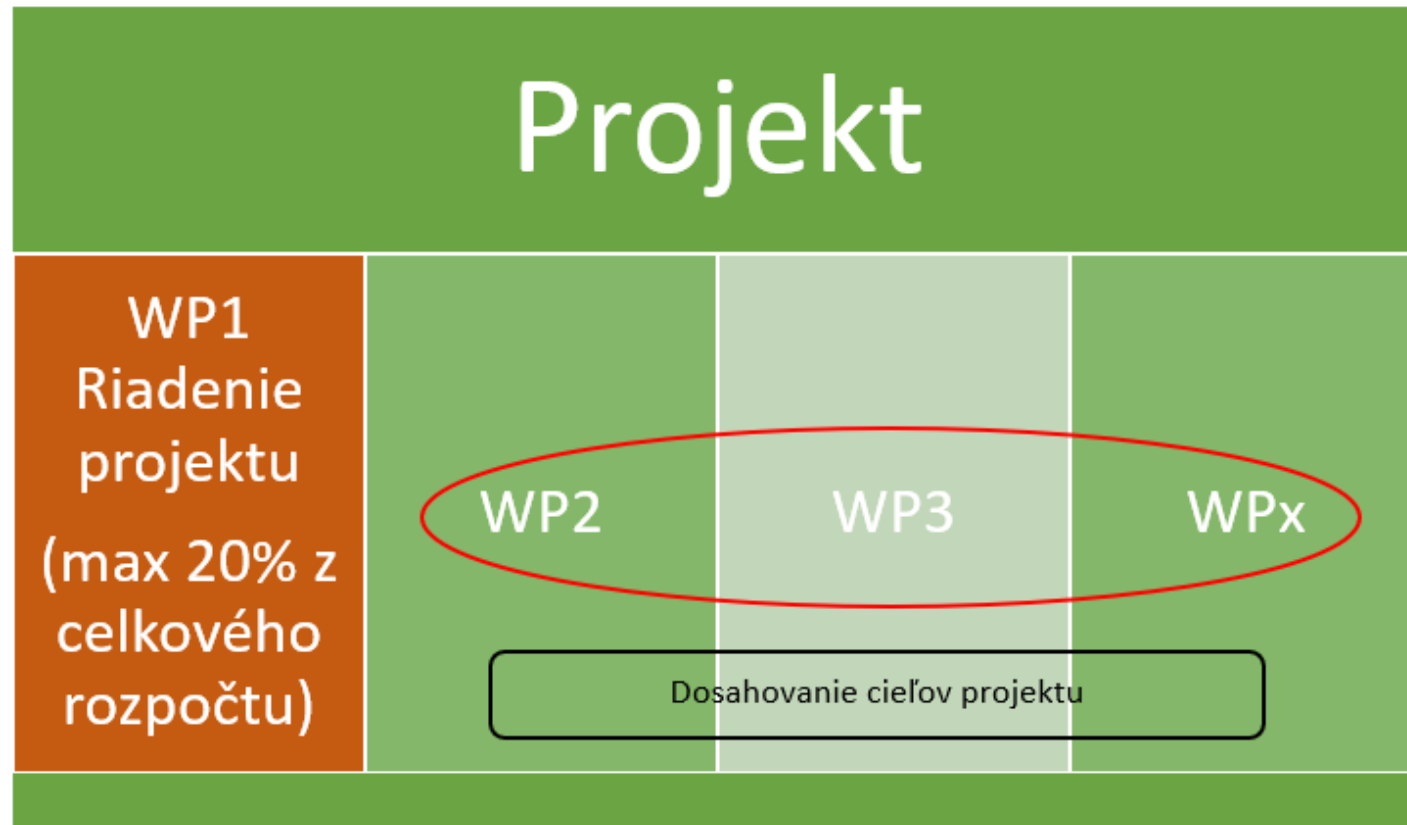 Projekt
WP1
Riadenie
projektu
(max 20% z
celkového
rozpočtu)
WP2
WP3
WPx
Dosahovanie cieľov projektu